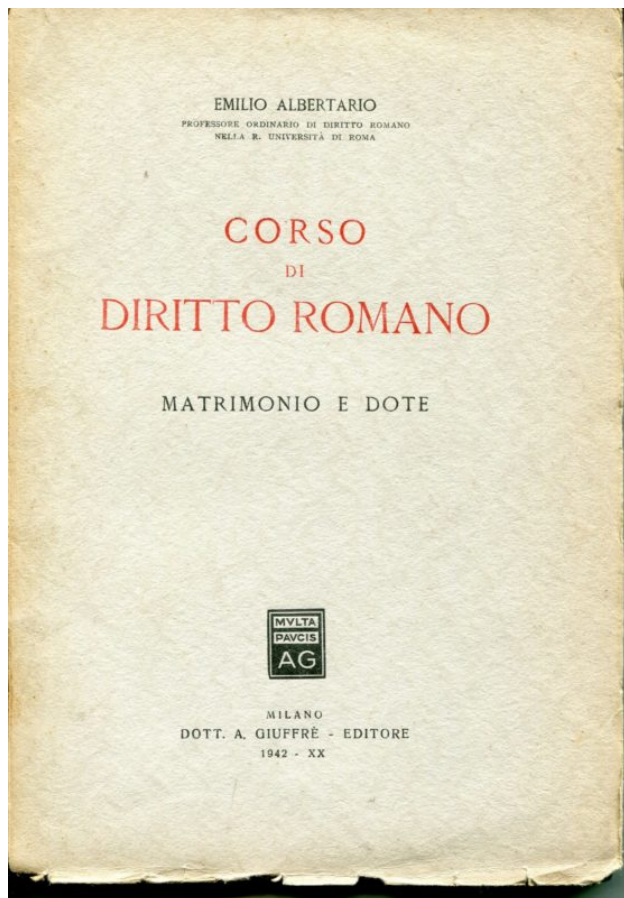 EMILIO ALBERTARIO
PROFESSORE ORDINARIO DI DIRITTO ROMANO
NELLA R. UNIVERSITÀ DI ROMA
CORSO
DI
DIRITTO ROMANO
MATRIMONIO E DOTE
MVLTA
PAVCIS
AG
MILANO
DOTT. A. GIUFFRÈ - EDITORE
1942 - XX